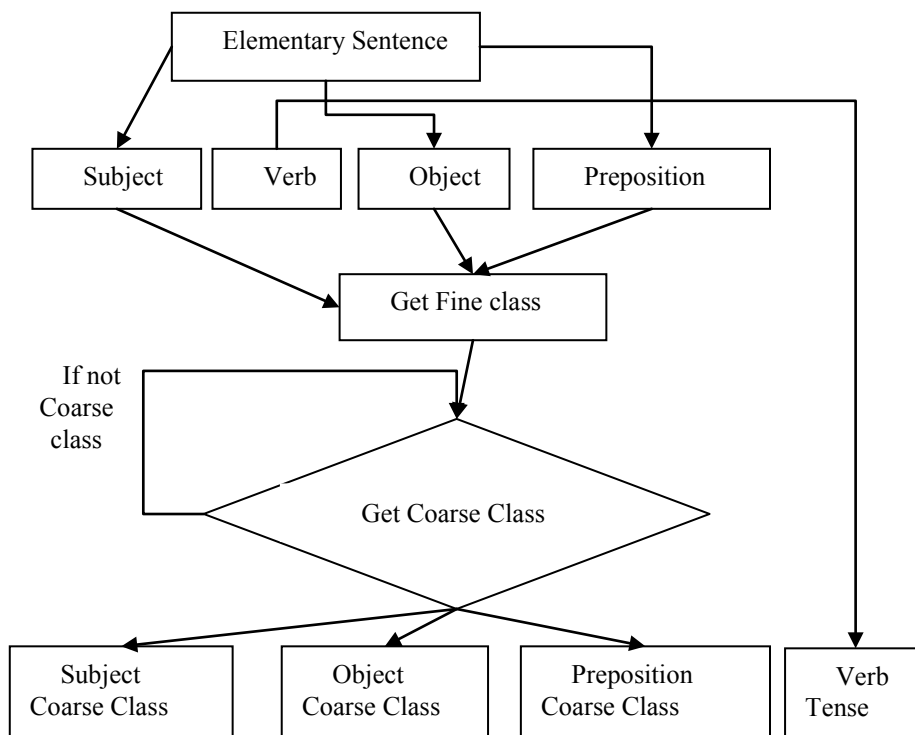 Elementary Sentence
Subject
Verb
Object
Preposition
Get Fine class
If not
Coarse
class
Get Coarse Class
Subject
Coarse Class
Object
Coarse Class
Preposition
Coarse Class
Verb
Tense